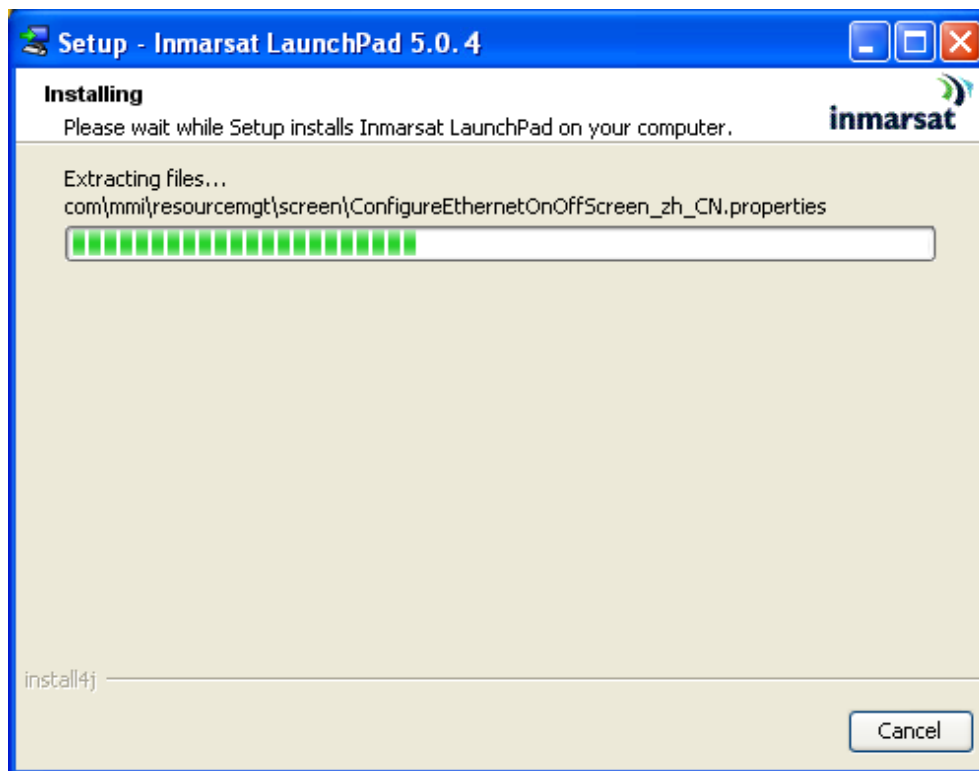 Setup - Inmarsat LaunchPad 5.0.4
Installing
Please wait while Setup installs Inmarsat LaunchPad on your computer.
inmarsat
Extracting files...
com\mmi\resourcemgt\screen\ConfigureEthernetOnOffScreen_zh_CN.properties
install4j
Cancel